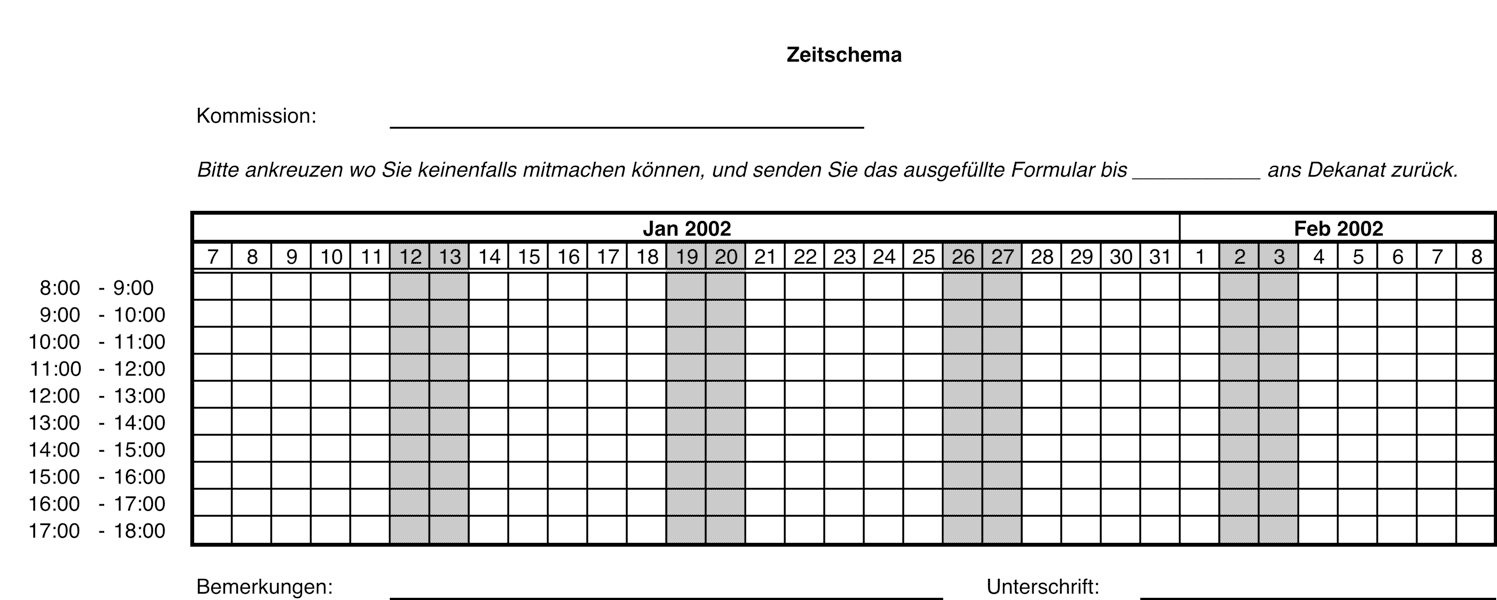 Zeitschema
Kommission:
Bitte ankreuzen wo Sie keinenfalls mitmachen können, und senden Sie das ausgefüllte Formular bis ____________ ans Dekanat zurück.
Jan 2002 Feb 2002
7 8 9 10 11 12 13 14 15 16 17 18 19 20 21 22 23 24 25 26 27 28 29 30 31 1 2 3 4 5 6 7 8
8:00 - 9:00
9:00 - 10:00
10:00 - 11:00
11:00 - 12:00
12:00 - 13:00
13:00 - 14:00
14:00 - 15:00
15:00 - 16:00
16:00 - 17:00
17:00 - 18:00
Bemerkungen: Unterschrift: